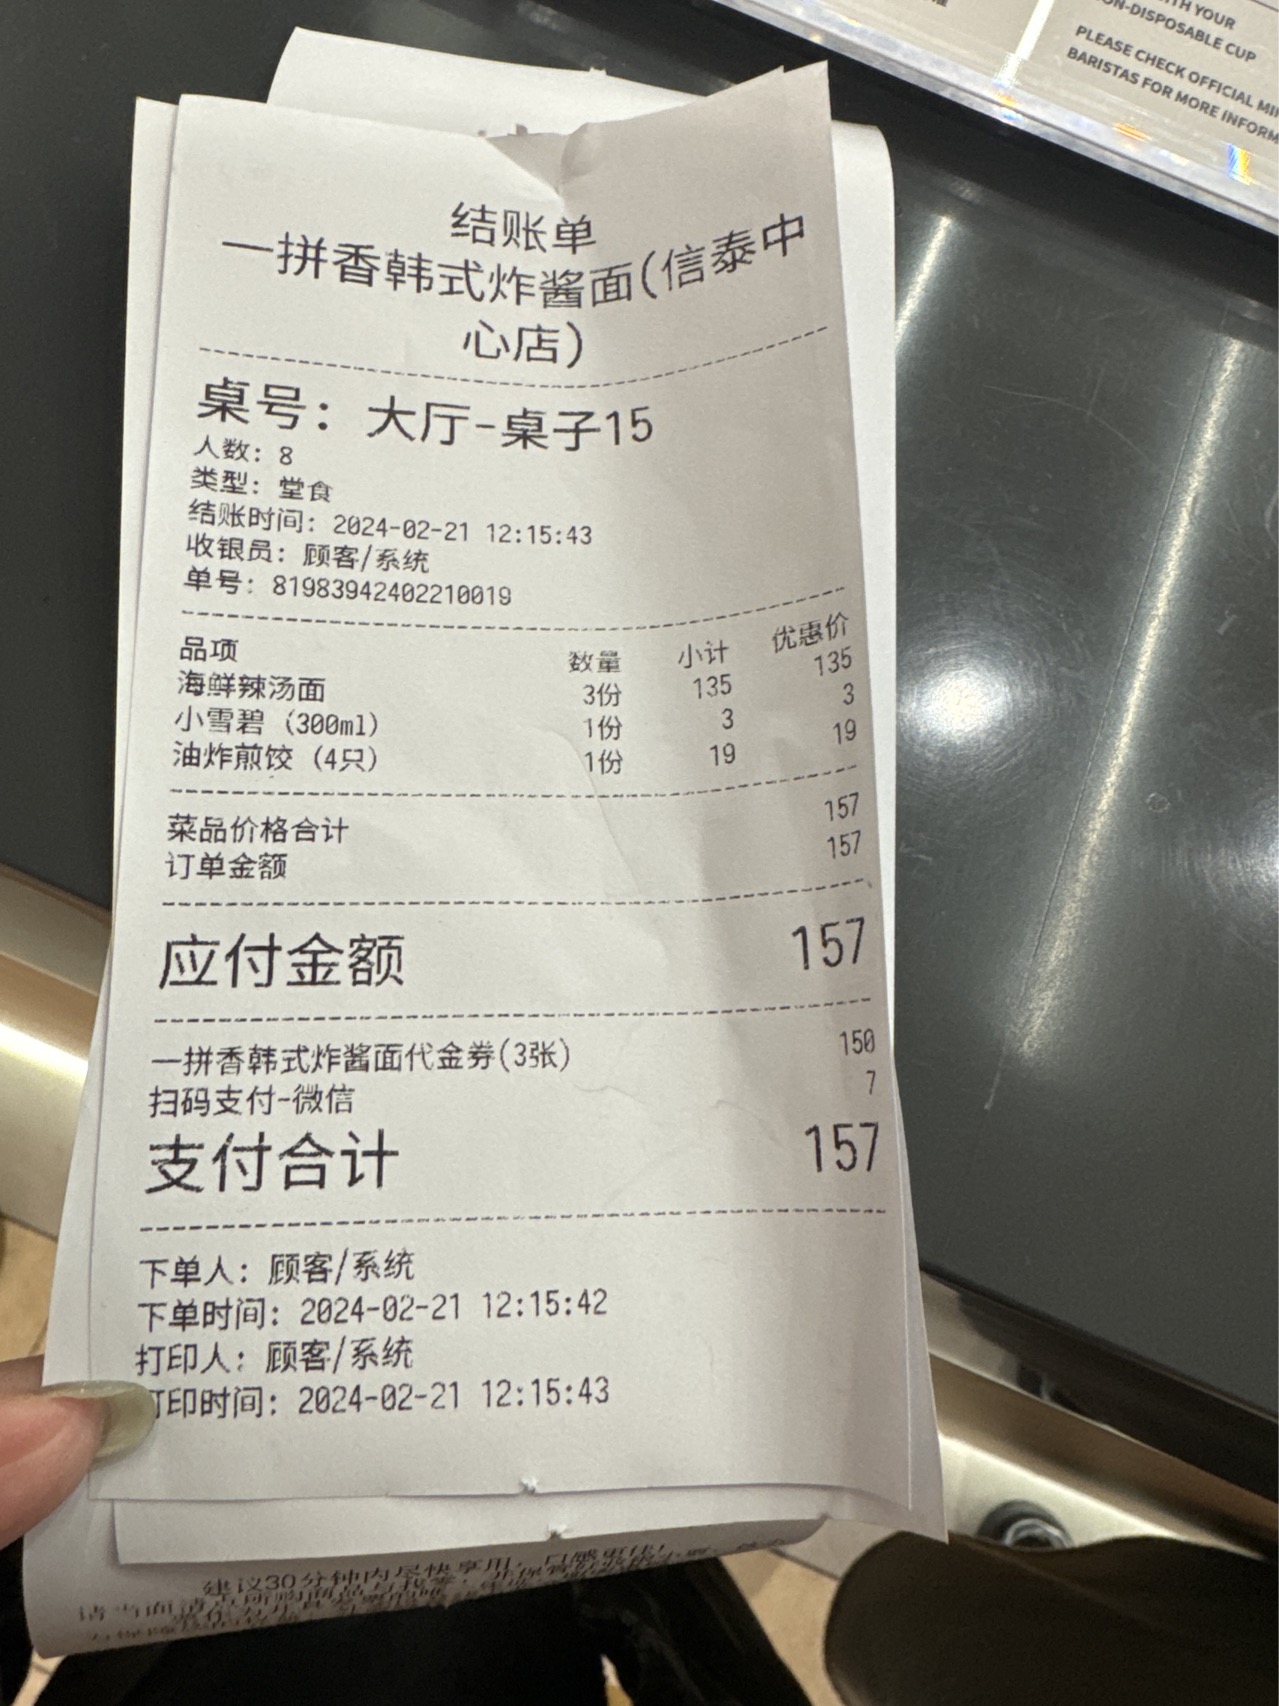 TH YOUR
ON-DISPOSABLE CUP
PLEASE CHECK OFFICIAL
BARISTAS FOR MORE
结账单
一拼香韩式炸酱面(信泰中
心店)
桌号: 大厅-桌子15
人数: 8
类型: 堂食
结账时间: 2024-02-21 12:15:43
收银员: 顾客/系统
单号: 81983942402210019
品项 数量 小计 优惠价
海鲜辣汤面 3份 135 135
小雪碧 (300ml) 1份 3 3
油炸煎饺 (4只) 1份 19 19
菜品价格合计 157
订单金额 157
应付金额 157
一拼香韩式炸酱面代金券(3张) 150
扫码支付-微信 7
支付合计 157
下单人: 顾客/系统
下单时间: 2024-02-21 12:15:42
打印人: 顾客/系统
打印时间: 2024-02-21 12:15:43
建议30分钟内尽快享用,口感更佳!